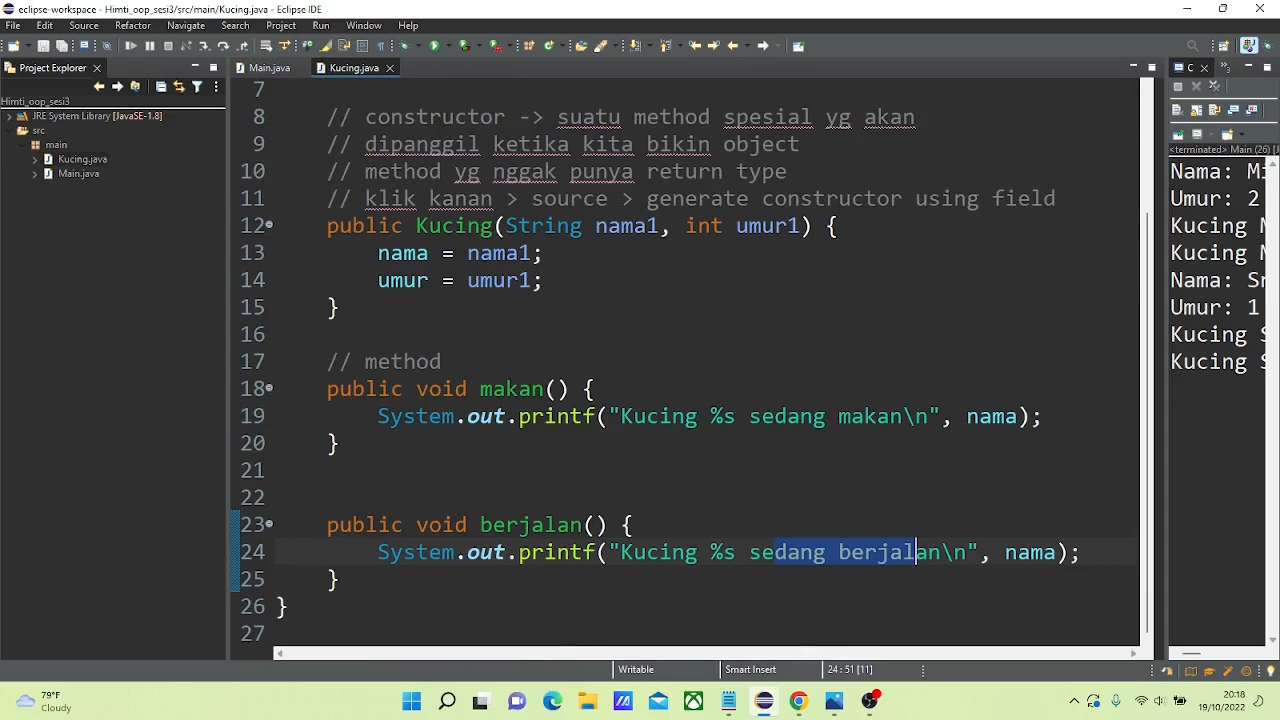 eclipse-workspace - Himti_oop_sesi3/src/main/Kucing.java - Eclipse IDE
File Edit Source Refactor Navigate Search Project Run Window Help
Project Explorer
Main.java Kucing.java
Himti_oop_sesi3
JRE System Library [JavaSE-1.8]
src
main
Kucing.java
Main.java
7
8 // constructor -> suatu method spesial yg akan
9 // dipanggil ketika kita bikin object
10 // method yg nggak punya return type
11 // klik kanan > source > generate constructor using field
12 public Kucing(String nama1, int umur1) {
13 nama = nama1;
14 umur = umur1;
15 }
16
17 // method
18 public void makan() {
19 System.out.printf("Kucing %s sedang makan\n", nama);
20 }
21
22
23 public void berjalan() {
24 System.out.printf("Kucing %s sedang berjalan\n", nama);
25 }
26 }
27
C
<terminated> Main (26) [J
Nama: Mi
Umur: 2
Kucing M
Kucing M
Nama: Sn
Umur: 1
Kucing S
Kucing S
Writable Smart Insert 24 : 51 [11]
79°F
Cloudy
20:18
19/10/2022